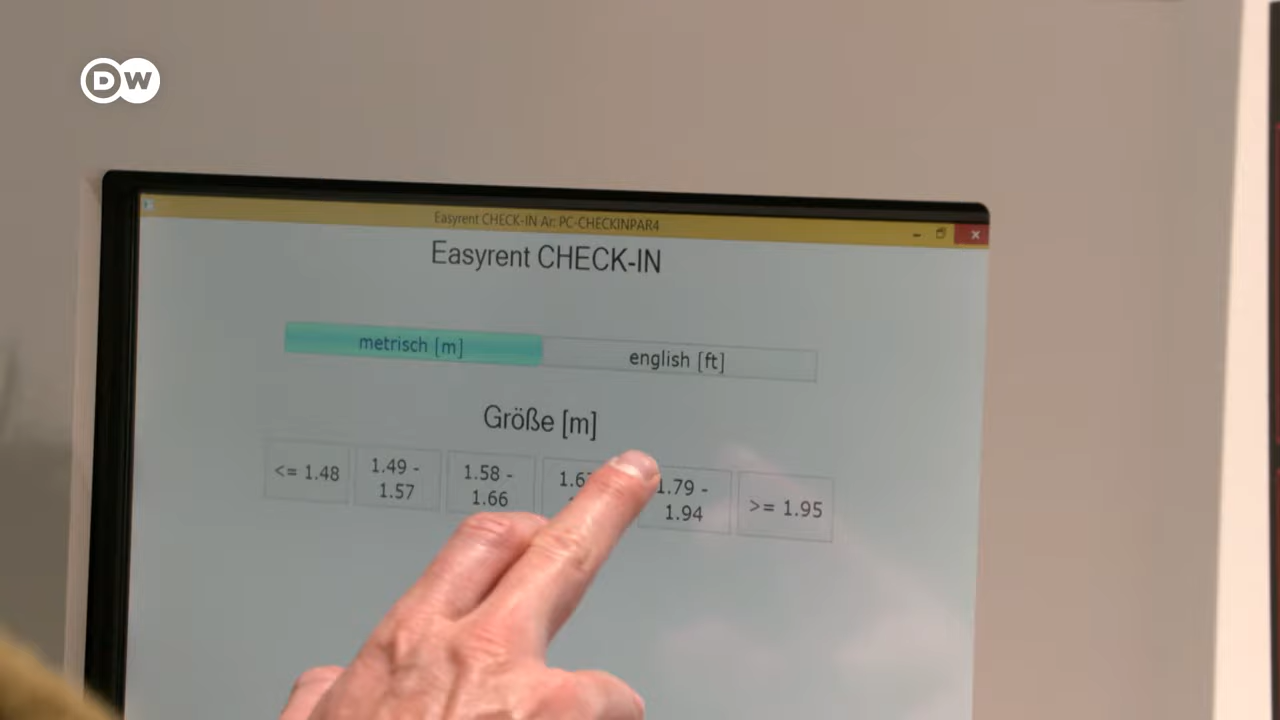 DW
Easyrent CHECK-IN Ar: PC-CHECKINPAR4
Easyrent CHECK-IN
metrisch [m]
english [ft]
Größe [m]
<= 1.48
1.49 -
1.57
1.58 -
1.66
1.79 -
1.94
>= 1.95